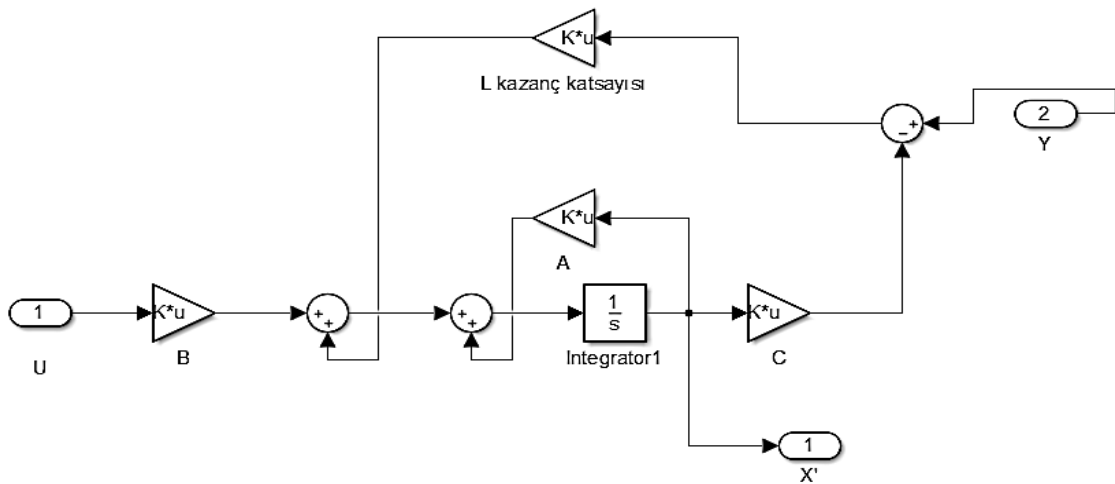 K*u
L kazanç katsayısı
+
−
2
Y
K*u
A
1
U
K*u
B
+
+
+
+
1
s
Integrator1
K*u
C
1
X'